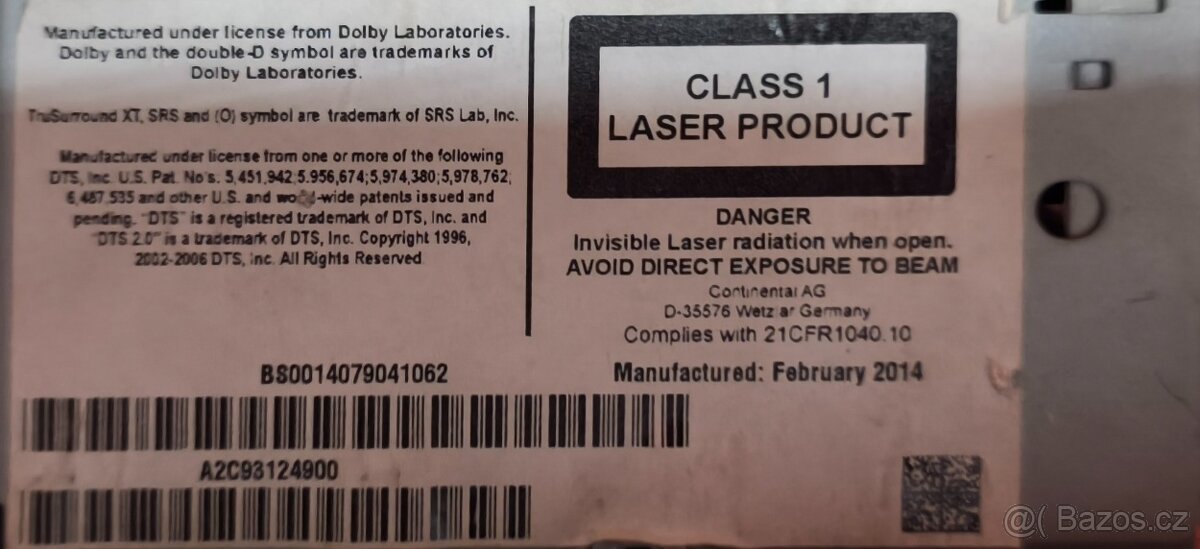 Manufactured under license from Dolby Laboratories.
Dolby and the double-D symbol are trademarks of
Dolby Laboratories.
TruSurround XT, SRS and (O) symbol are trademark of SRS Lab, Inc.
Manufactured under license from one or more of the following
DTS, Inc. U.S. Pat. No's. 5,451,942;5.956,674;5,974,380;5,978,762;
6,487,535 and other U.S. and world-wide patents issued and
pending. "DTS" is a registered trademark of DTS, Inc. and
"DTS 2.0" is a trademark of DTS, Inc. Copyright 1996,
2002-2006 DTS, Inc. All Rights Reserved
CLASS 1
LASER PRODUCT
DANGER
Invisible Laser radiation when open.
AVOID DIRECT EXPOSURE TO BEAM
Continental AG
D-35576 Wetzlar Germany
Complies with 21CFR1040.10
Manufactured: February 2014
BS0014079041062
A2C93124900
@( Bazos.cz